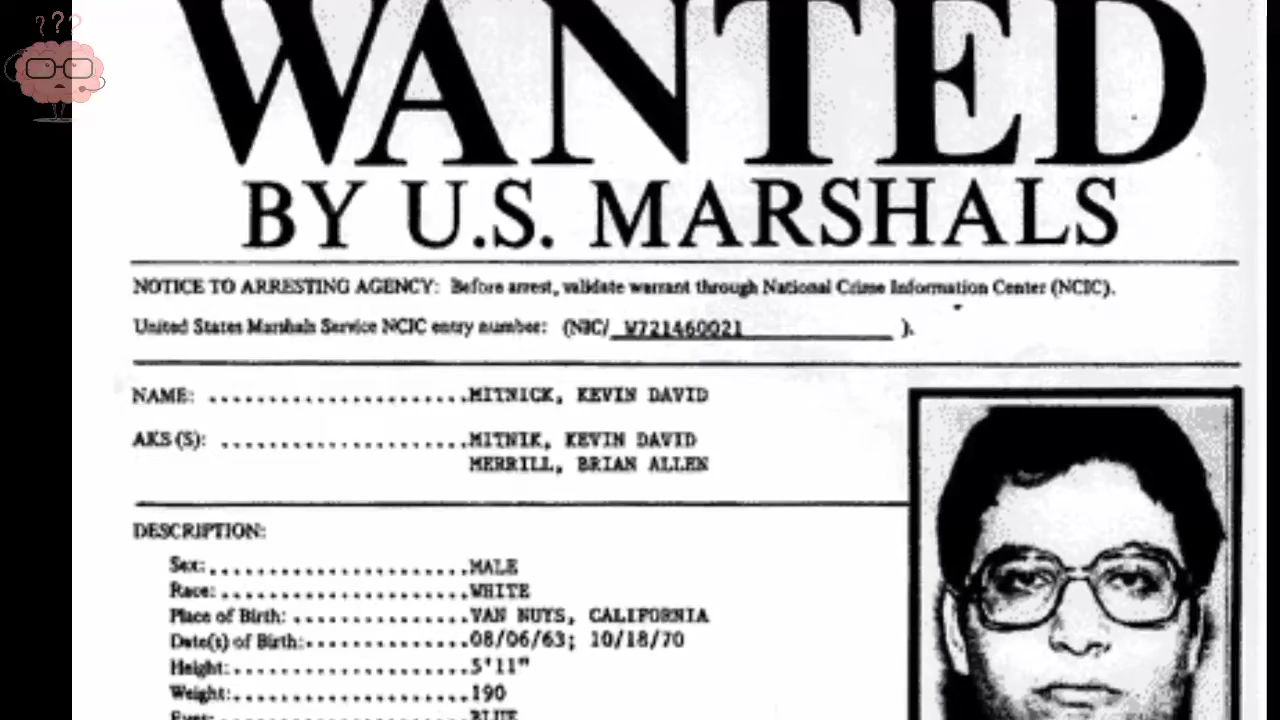 ???
WANTED
BY U.S. MARSHALS
NOTICE TO ARRESTING AGENCY: Before arrest, validate warrant through National Crime Information Center (NCIC).
United States Marshals Service NCIC entry number: (NIC/ W721460021 ).
NAME: ......................MITNICK, KEVIN DAVID
AKS (S): .....................MITNIK, KEVIN DAVID
MERRILL, BRIAN ALLEN
DESCRIPTION:
Sex:......................MALE
Race:.....................WHITE
Place of Birth: ...............VAN NUYS, CALIFORNIA
Date(s) of Birth:..............08/06/63; 10/18/70
Height:....................5'11"
Weight:....................190
Eyes: .....................BLUE